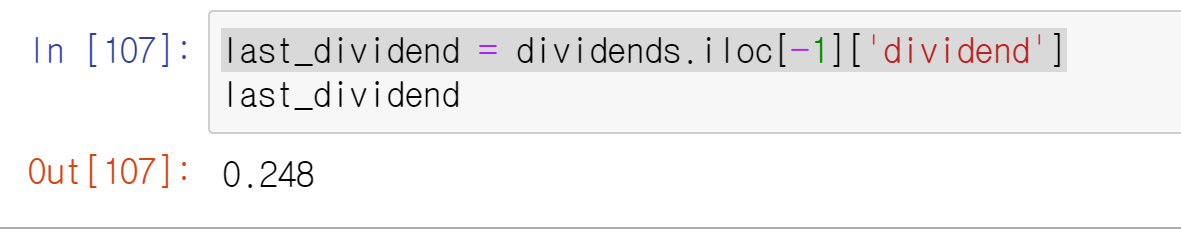 In [107]: last_dividend = dividends.iloc[-1]['dividend']
last_dividend
Out[107]: 0.248